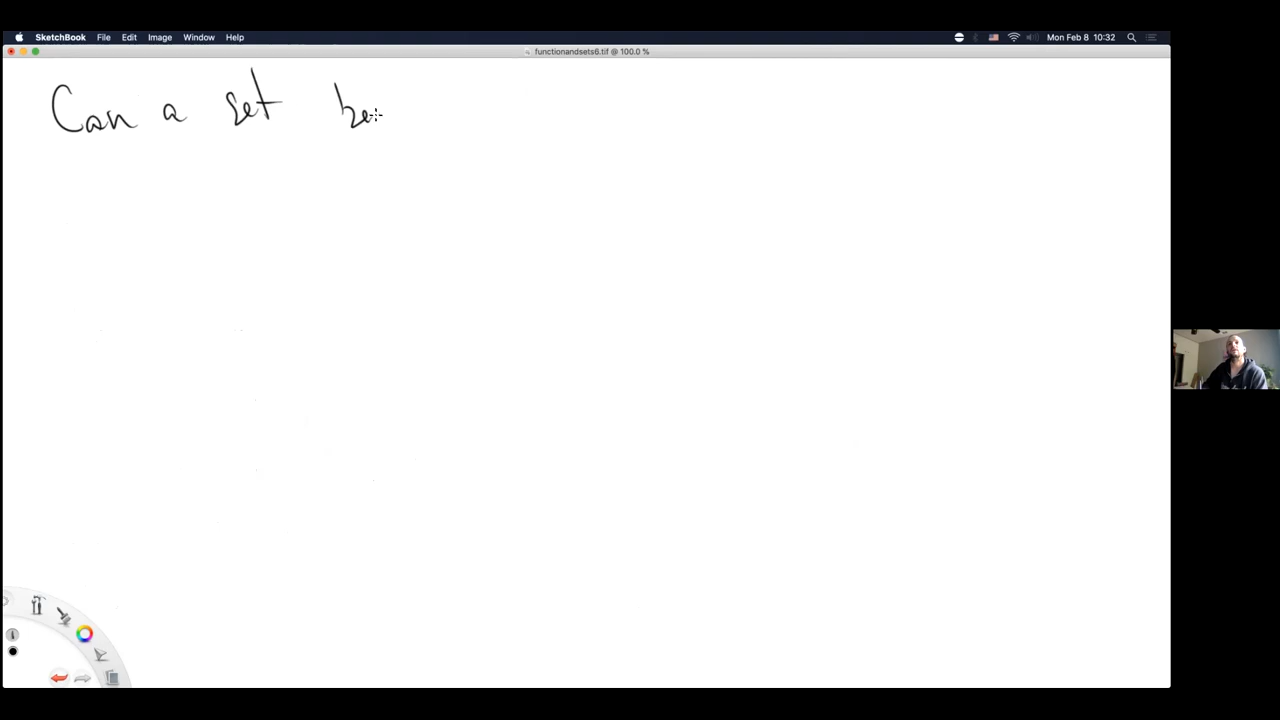 SketchBook File Edit Image Window Help Mon Feb 8 10:32
functionandsets6.tif @ 100.0 %
Can a set be